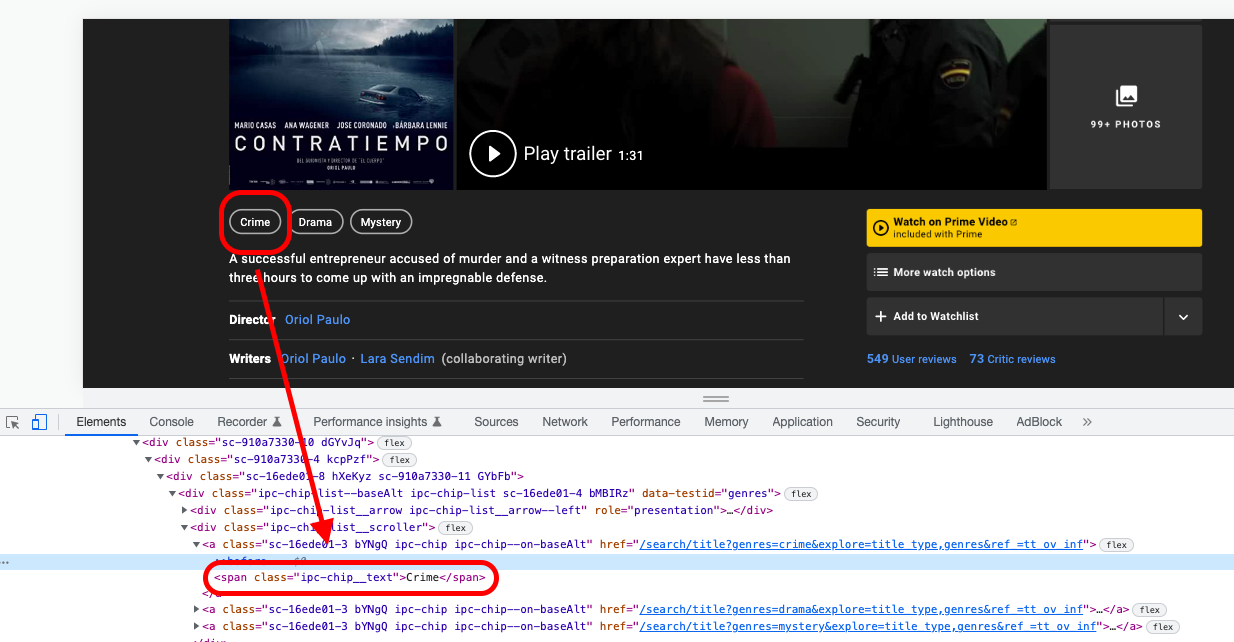 MARIO CASAS ANA WAGENER JOSE CORONADO BÁRBARA LENNIE
CONTRATIEMPO
DEL GUIONISTA Y DIRECTOR DE "EL CUERPO"
ORIOL PAULO
Play trailer 1:31
99+ PHOTOS
Crime
Drama
Mystery
A successful entrepreneur accused of murder and a witness preparation expert have less than
three hours to come up with an impregnable defense.
Director Oriol Paulo
Writers Oriol Paulo · Lara Sendim (collaborating writer)
Watch on Prime Video
included with Prime
More watch options
Add to Watchlist
549 User reviews 73 Critic reviews
Elements Console Recorder Performance insights Sources Network Performance Memory Application Security Lighthouse AdBlock »
▼<div class="sc-910a7330-10 dGYvJq"> flex
▼<div class="sc-910a7330-4 kcpPzf"> flex
▼<div class="sc-16ede01-8 hXeKyz sc-910a7330-11 GYbFb">
▼<div class="ipc-chip-list--baseAlt ipc-chip-list sc-16ede01-4 bMBIRz" data-testid="genres"> flex
▶<div class="ipc-chip-list__arrow ipc-chip-list__arrow--left" role="presentation">…</div>
▼<div class="ipc-chip-list__scroller"> flex
▼<a class="sc-16ede01-3 bYNgQ ipc-chip ipc-chip--on-baseAlt" href="/search/title?genres=crime&explore=title_type,genres&ref_=tt_ov_inf"> flex
<span class="ipc-chip__text">Crime</span>
</a
▶<a class="sc-16ede01-3 bYNgQ ipc-chip ipc-chip--on-baseAlt" href="/search/title?genres=drama&explore=title_type,genres&ref_=tt_ov_inf">…</a> flex
▶<a class="sc-16ede01-3 bYNgQ ipc-chip ipc-chip--on-baseAlt" href="/search/title?genres=mystery&explore=title_type,genres&ref_=tt_ov_inf">…</a> flex
</div>